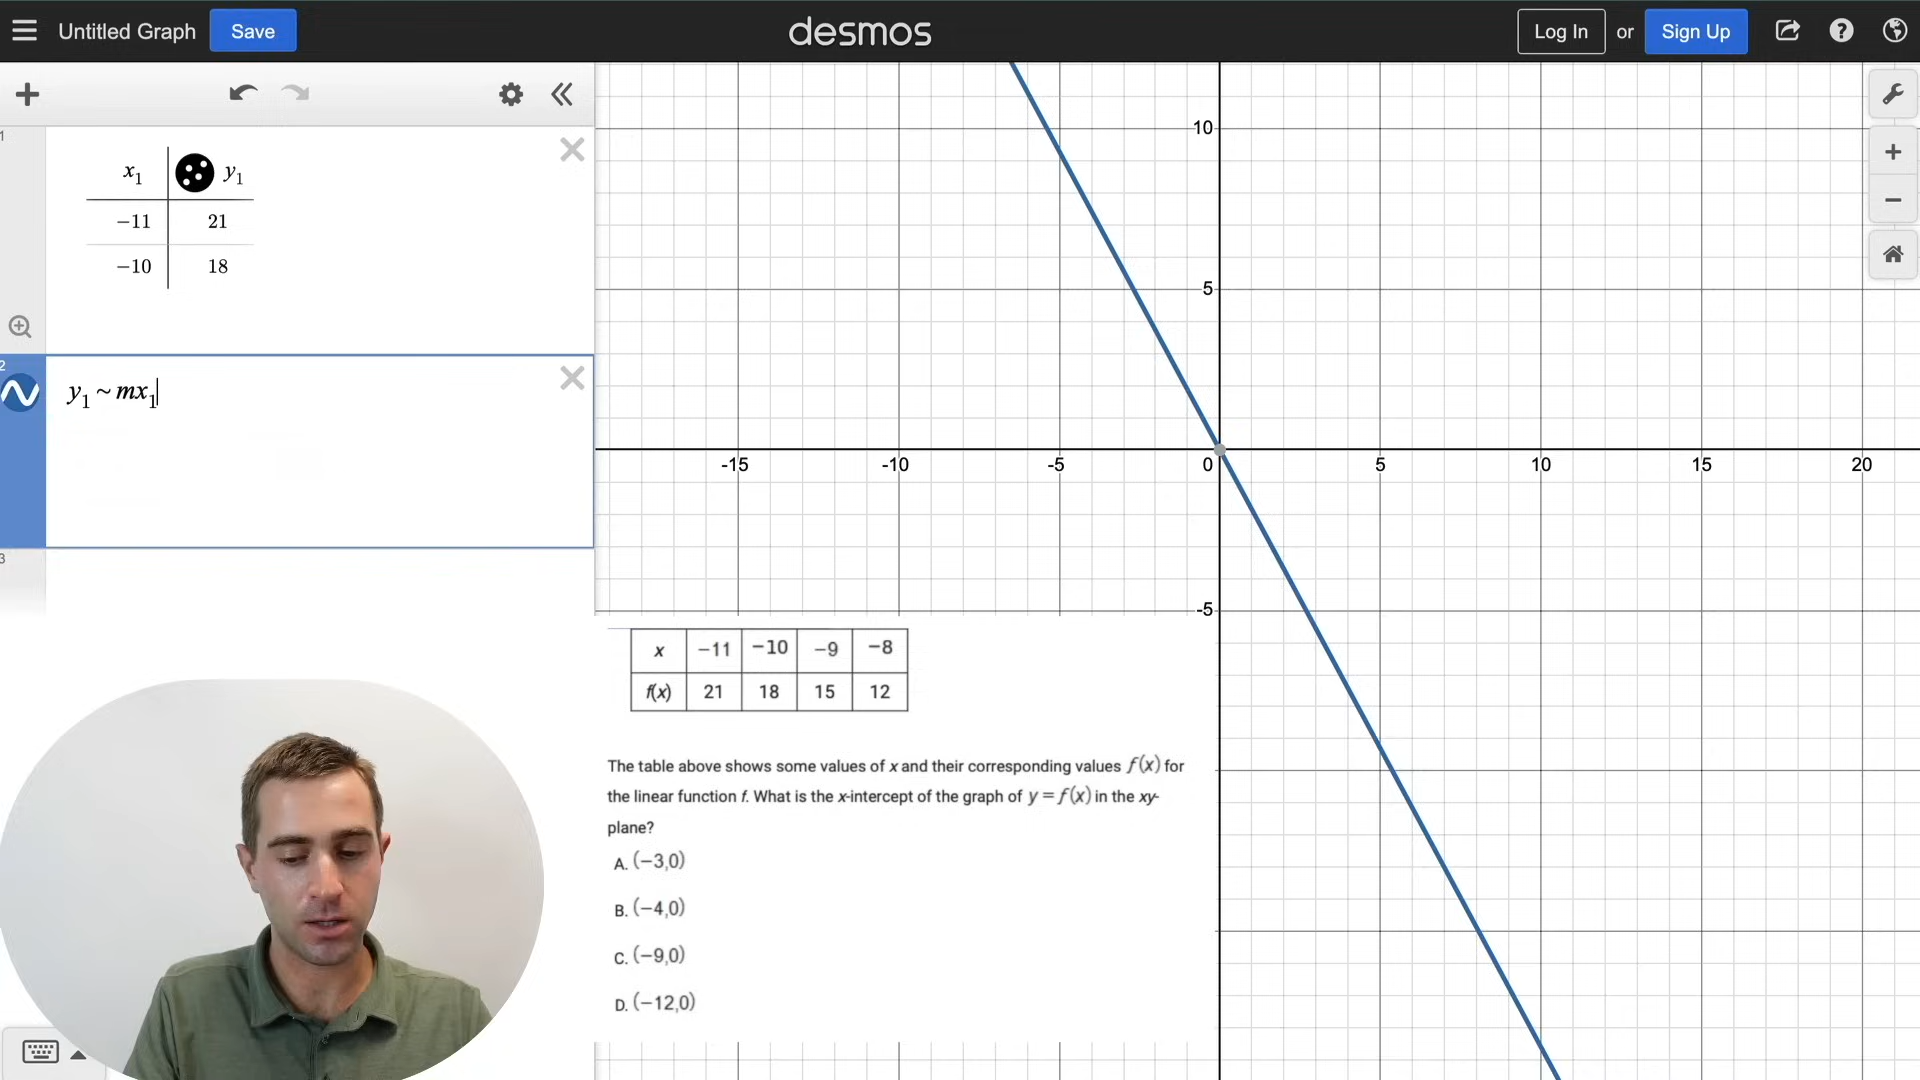 Untitled Graph Save desmos Log In or Sign Up
1
x₁ y₁
−11 21
−10 18
2
y₁ ~ mx₁
3
10
5
-15 -10 -5 0 5 10 15 20
-5
x −11 −10 −9 −8
f(x) 21 18 15 12
The table above shows some values of x and their corresponding values f(x) for
the linear function f. What is the x-intercept of the graph of y = f(x) in the xy-
plane?
A. (−3,0)
B. (−4,0)
C. (−9,0)
D. (−12,0)